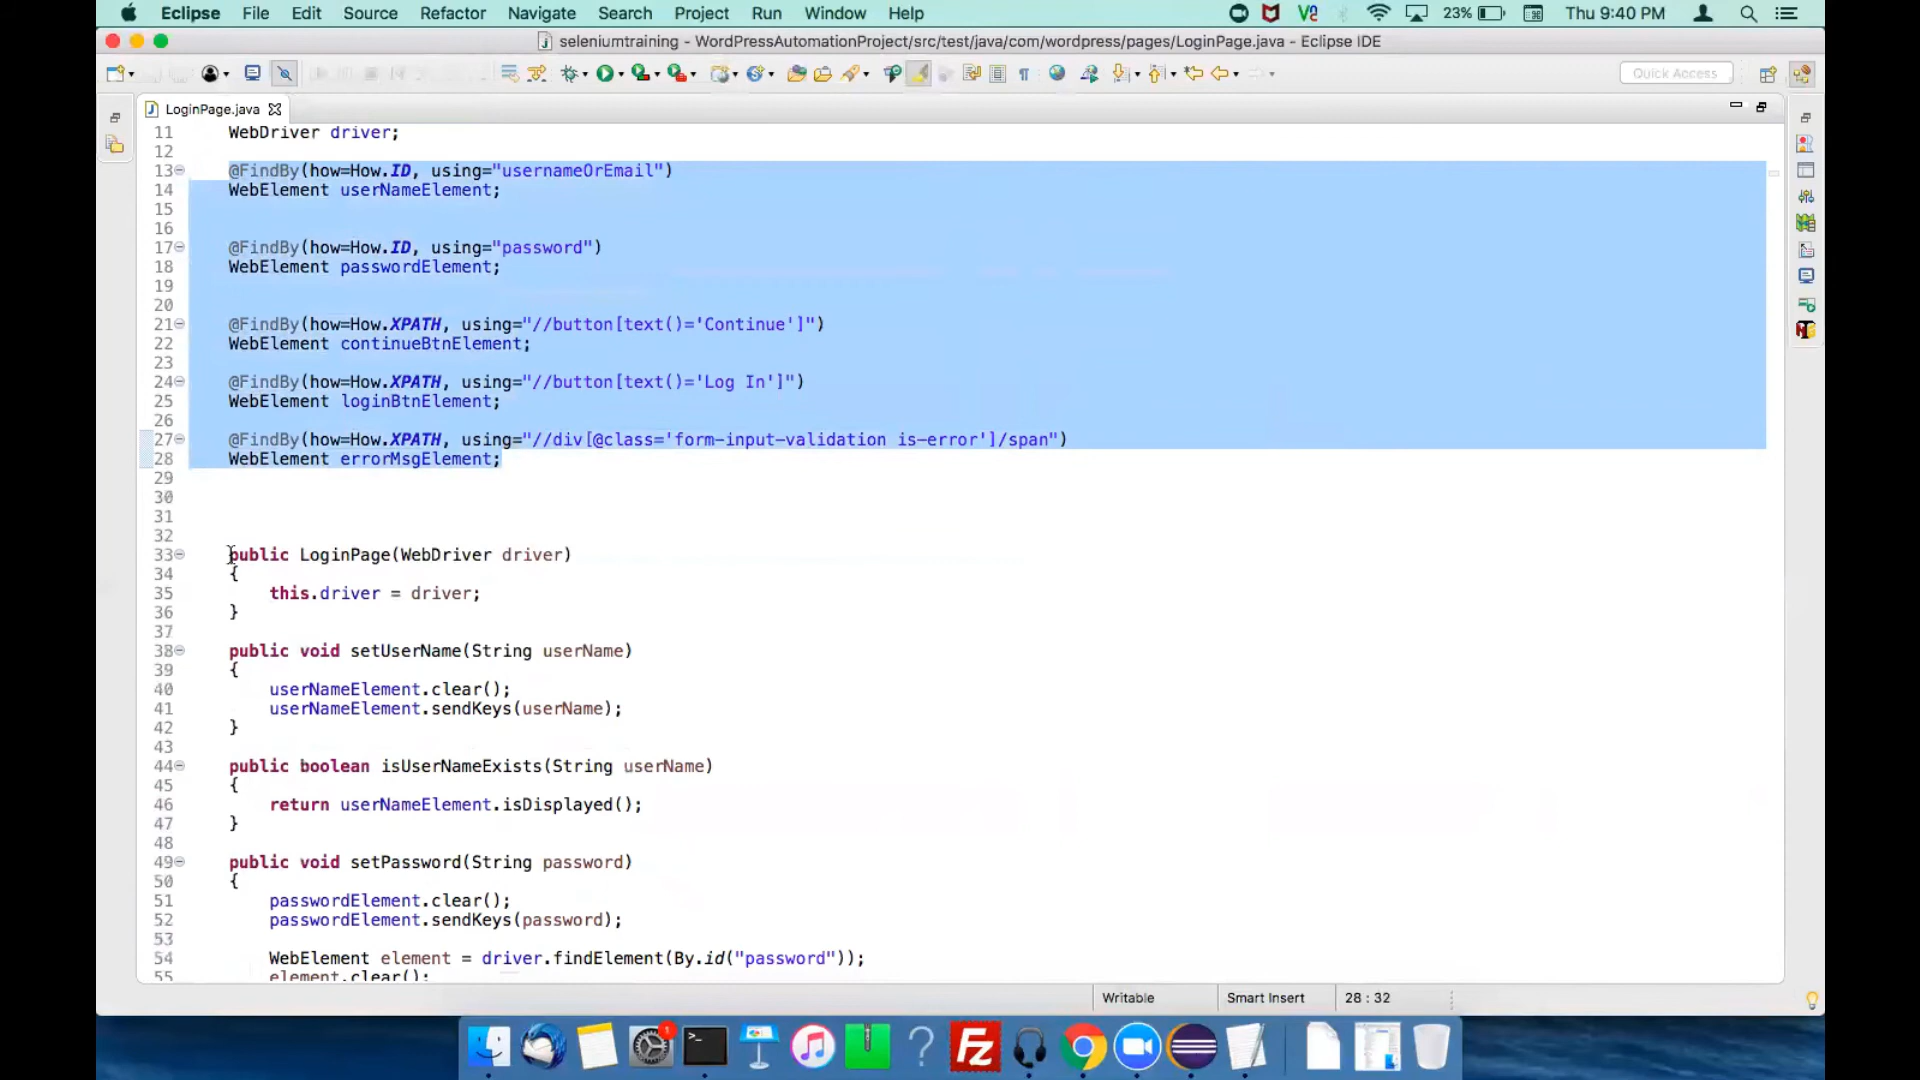 Eclipse File Edit Source Refactor Navigate Search Project Run Window Help 23% Thu 9:40 PM
seleniumtraining - WordPressAutomationProject/src/test/java/com/wordpress/pages/LoginPage.java - Eclipse IDE
Quick Access
LoginPage.java
11 WebDriver driver;
12
13 @FindBy(how=How.ID, using="usernameOrEmail")
14 WebElement userNameElement;
15
16
17 @FindBy(how=How.ID, using="password")
18 WebElement passwordElement;
19
20
21 @FindBy(how=How.XPATH, using="//button[text()='Continue']")
22 WebElement continueBtnElement;
23
24 @FindBy(how=How.XPATH, using="//button[text()='Log In']")
25 WebElement loginBtnElement;
26
27 @FindBy(how=How.XPATH, using="//div[@class='form-input-validation is-error']/span")
28 WebElement errorMsgElement;
29
30
31
32
33 public LoginPage(WebDriver driver)
34 {
35 this.driver = driver;
36 }
37
38 public void setUserName(String userName)
39 {
40 userNameElement.clear();
41 userNameElement.sendKeys(userName);
42 }
43
44 public boolean isUserNameExists(String userName)
45 {
46 return userNameElement.isDisplayed();
47 }
48
49 public void setPassword(String password)
50 {
51 passwordElement.clear();
52 passwordElement.sendKeys(password);
53
54 WebElement element = driver.findElement(By.id("password"));
55 element.clear();
Writable Smart Insert 28 : 32
1
Fz